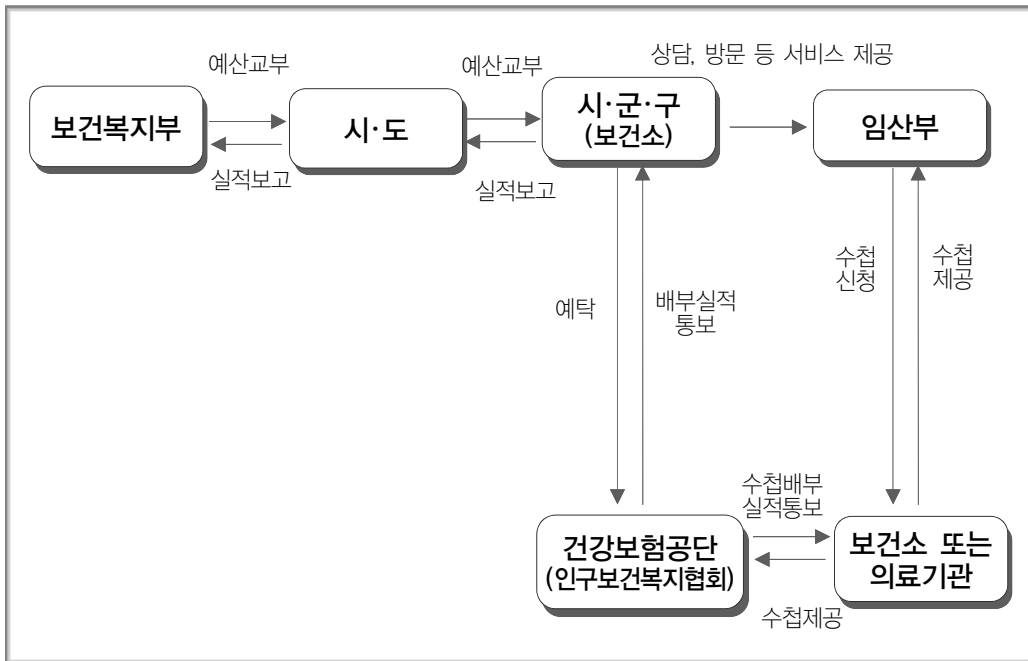 상담, 방문 등 서비스 제공
예산교부
예산교부
보건복지부
시·도
시·군·구
(보건소)
임산부
실적보고
실적보고
예탁
배부실적
통보
수첩
신청
수첩
제공
수첩배부
실적통보
건강보험공단
(인구보건복지협회)
보건소 또는
의료기관
수첩제공